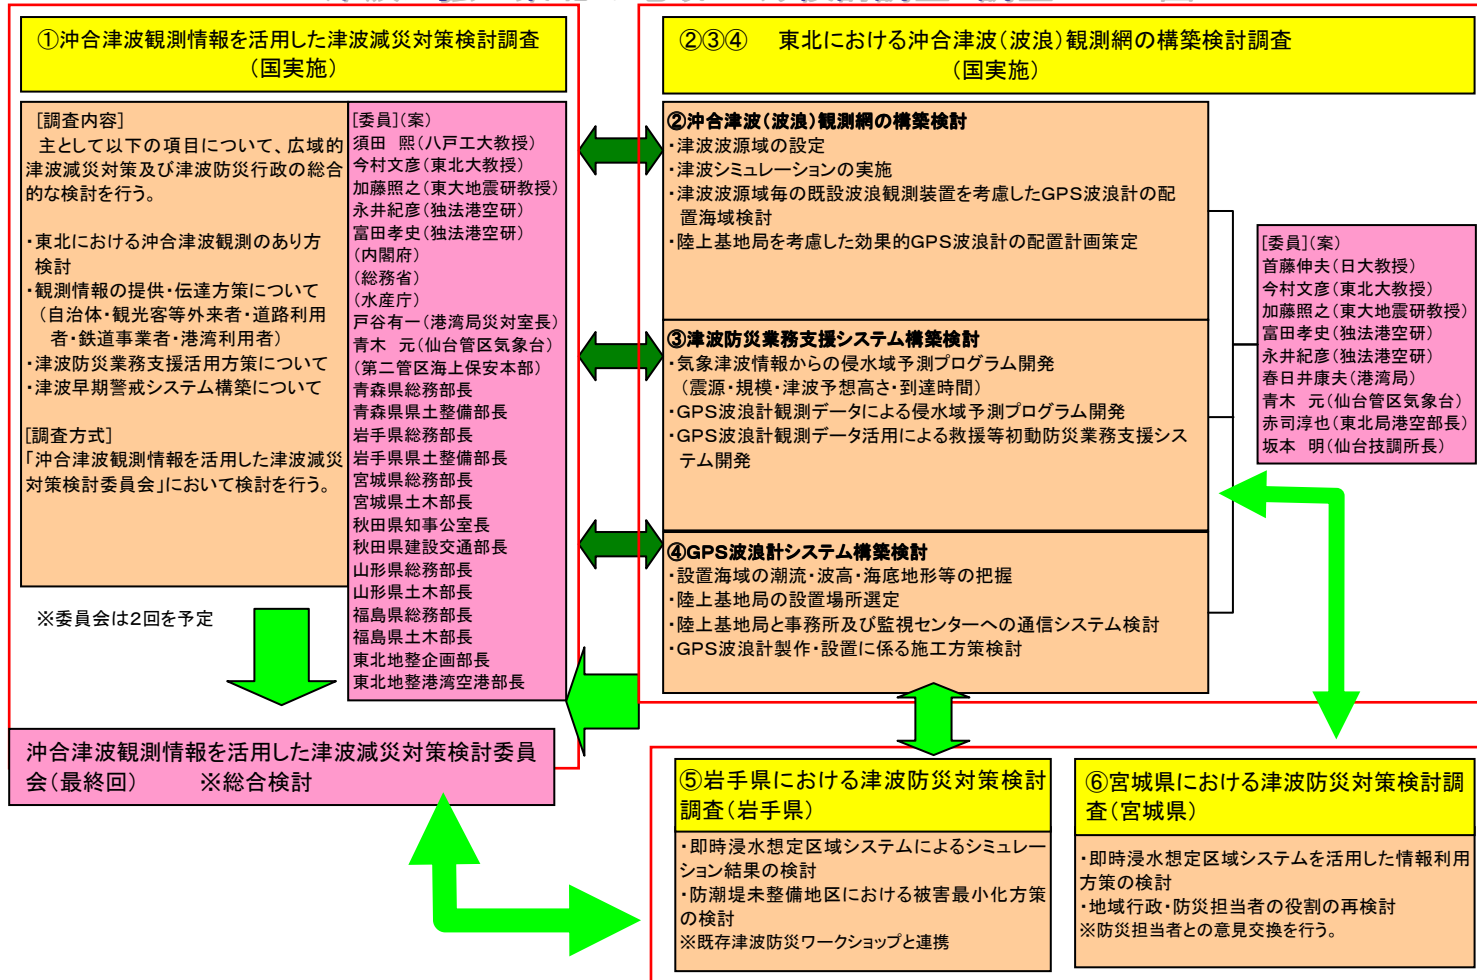 ①沖合津波観測情報を活用した津波減災対策検討調査
(国実施)
[調査内容]
主として以下の項目について、広域的
津波減災対策及び津波防災行政の総合
的な検討を行う。
・東北における沖合津波観測のあり方
検討
・観測情報の提供・伝達方策について
(自治体・観光客等外来者・道路利用
者・鉄道事業者・港湾利用者)
・津波防災業務支援活用方策について
・津波早期警戒システム構築について
[調査方式]
「沖合津波観測情報を活用した津波減災
対策検討委員会」において検討を行う。
※委員会は2回を予定
[委員](案)
須田 熙(八戸工大教授)
今村文彦(東北大教授)
加藤照之(東大地震研教授)
永井紀彦(独法港空研)
富田孝史(独法港空研)
(内閣府)
(総務省)
(水産庁)
戸谷有一(港湾局災対室長)
青木 元(仙台管区気象台)
(第二管区海上保安本部)
青森県総務部長
青森県県土整備部長
岩手県総務部長
岩手県県土整備部長
宮城県総務部長
宮城県土木部長
秋田県知事公室長
秋田県建設交通部長
山形県総務部長
山形県土木部長
福島県総務部長
福島県土木部長
東北地整企画部長
東北地整港湾空港部長
沖合津波観測情報を活用した津波減災対策検討委員
会(最終回) ※総合検討
②③④ 東北における沖合津波(波浪)観測網の構築検討調査
(国実施)
②沖合津波(波浪)観測網の構築検討
・津波波源域の設定
・津波シミュレーションの実施
・津波波源域毎の既設波浪観測装置を考慮したGPS波浪計の配
置海域検討
・陸上基地局を考慮した効果的GPS波浪計の配置計画策定
③津波防災業務支援システム構築検討
・気象津波情報からの侵水域予測プログラム開発
(震源・規模・津波予想高さ・到達時間)
・GPS波浪計観測データによる侵水域予測プログラム開発
・GPS波浪計観測データ活用による救援等初動防災業務支援シス
テム開発
④GPS波浪計システム構築検討
・設置海域の潮流・波高・海底地形等の把握
・陸上基地局の設置場所選定
・陸上基地局と事務所及び監視センターへの通信システム検討
・GPS波浪計製作・設置に係る施工方策検討
[委員](案)
首藤伸夫(日大教授)
今村文彦(東北大教授)
加藤照之(東大地震研教授)
富田孝史(独法港空研)
永井紀彦(独法港空研)
春日井康夫(港湾局)
青木 元(仙台管区気象台)
赤司淳也(東北局港空部長)
坂本 明(仙台技調所長)
⑤岩手県における津波防災対策検討
調査(岩手県)
・即時浸水想定区域システムによるシミュレー
ション結果の検討
・防潮堤未整備地区における被害最小化方策
の検討
※既存津波防災ワークショップと連携
⑥宮城県における津波防災対策検討調
査(宮城県)
・即時浸水想定区域システムを活用した情報利用
方策の検討
・地域行政・防災担当者の役割の再検討
※防災担当者との意見交換を行う。